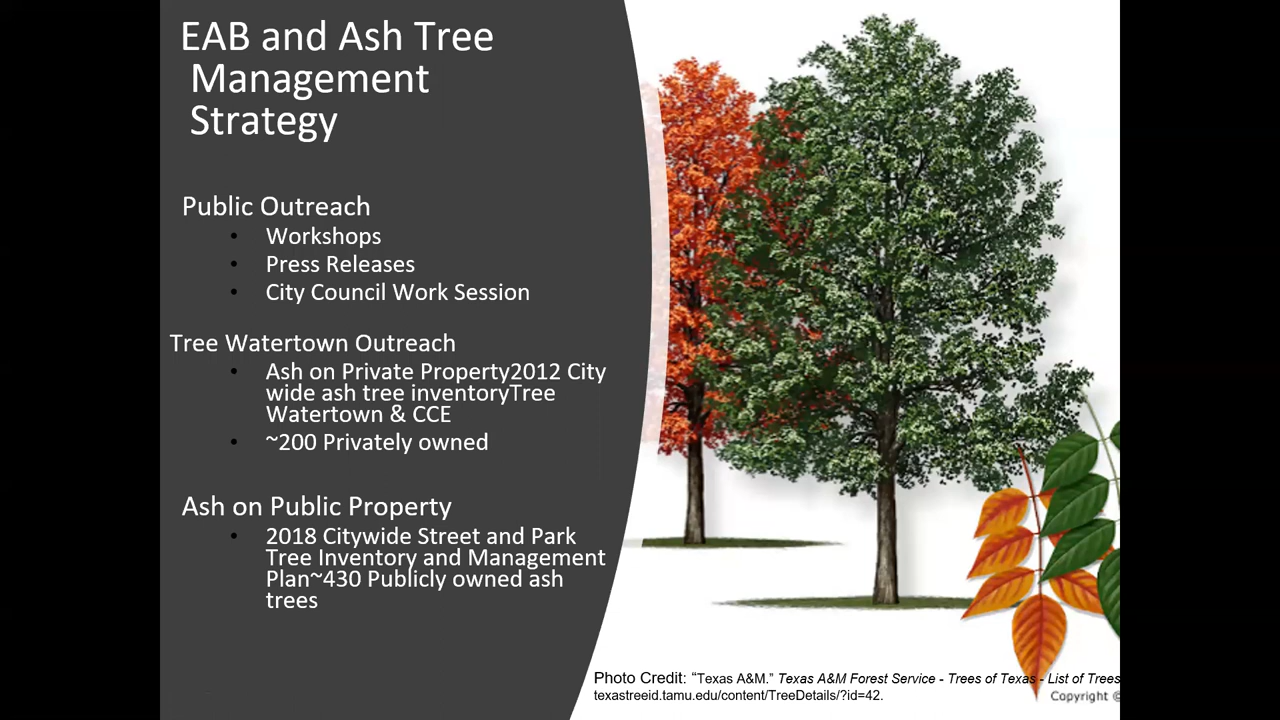 EAB and Ash Tree
Management
Strategy
Public Outreach
• Workshops
• Press Releases
• City Council Work Session
Tree Watertown Outreach
• Ash on Private Property2012 City
wide ash tree inventoryTree
Watertown & CCE
• ~200 Privately owned
Ash on Public Property
• 2018 Citywide Street and Park
Tree Inventory and Management
Plan~430 Publicly owned ash
trees
Photo Credit: “Texas A&M.” Texas A&M Forest Service - Trees of Texas - List of Trees
texastreeid.tamu.edu/content/TreeDetails/?id=42.
Copyright ©